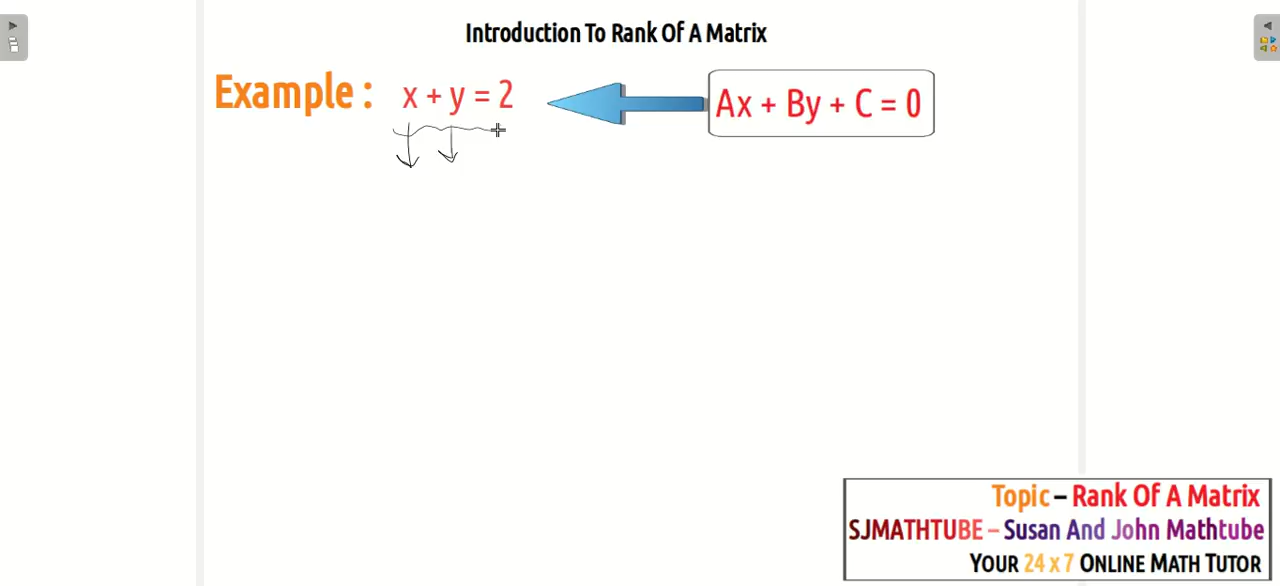 Introduction To Rank Of A Matrix
Example : x + y = 2
Ax + By + C = 0
Topic – Rank Of A Matrix
SJMATHTUBE – Susan And John Mathtube
YOUR 24 x 7 ONLINE MATH TUTOR